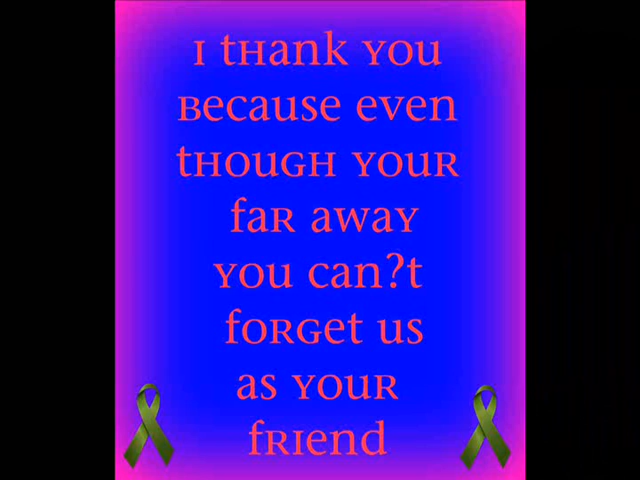 I thank you
because even
though your
far away
you can?t
forget us
as your
friend